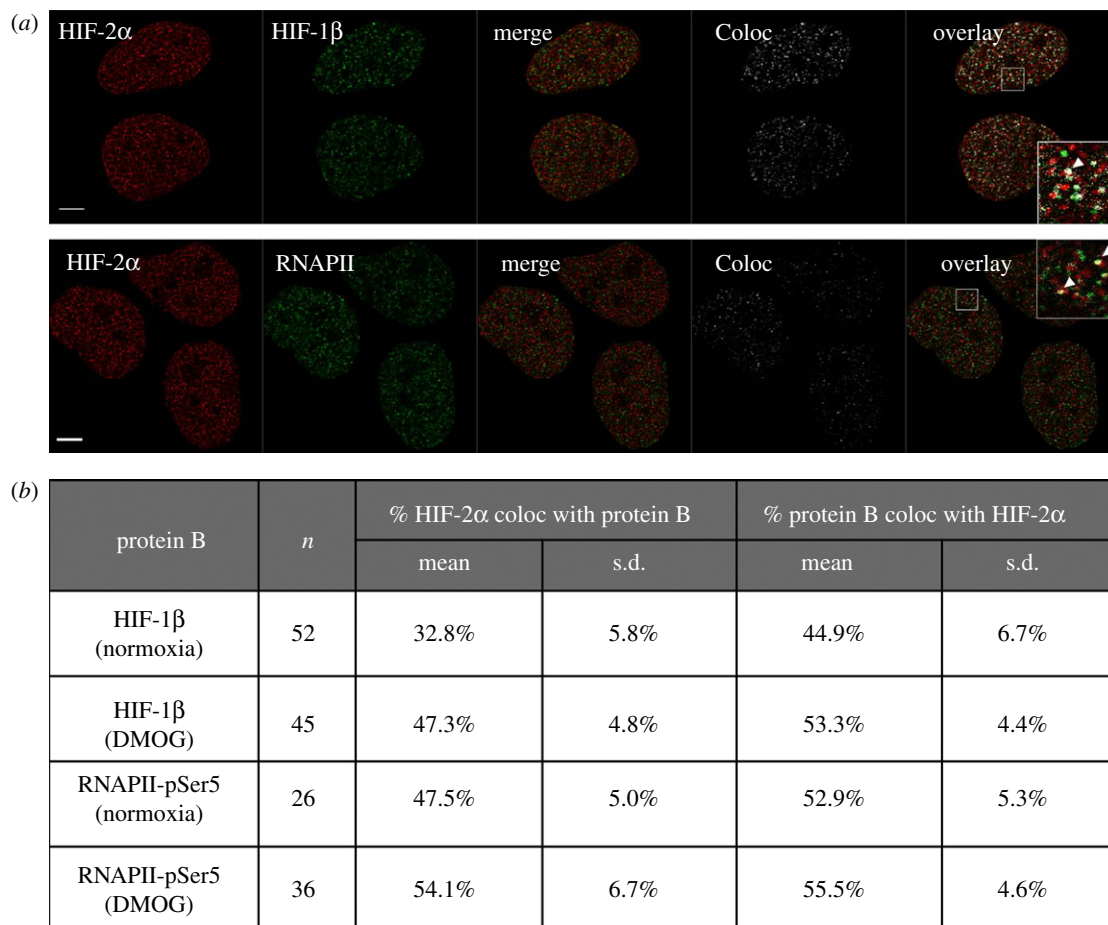 (a)
HIF-2α HIF-1β merge Coloc overlay
HIF-2α RNAPII merge Coloc overlay
(b)
protein B n % HIF-2α coloc with protein B % protein B coloc with HIF-2α
mean s.d. mean s.d.
HIF-1β
(normoxia) 52 32.8% 5.8% 44.9% 6.7%
HIF-1β
(DMOG) 45 47.3% 4.8% 53.3% 4.4%
RNAPII-pSer5
(normoxia) 26 47.5% 5.0% 52.9% 5.3%
RNAPII-pSer5
(DMOG) 36 54.1% 6.7% 55.5% 4.6%